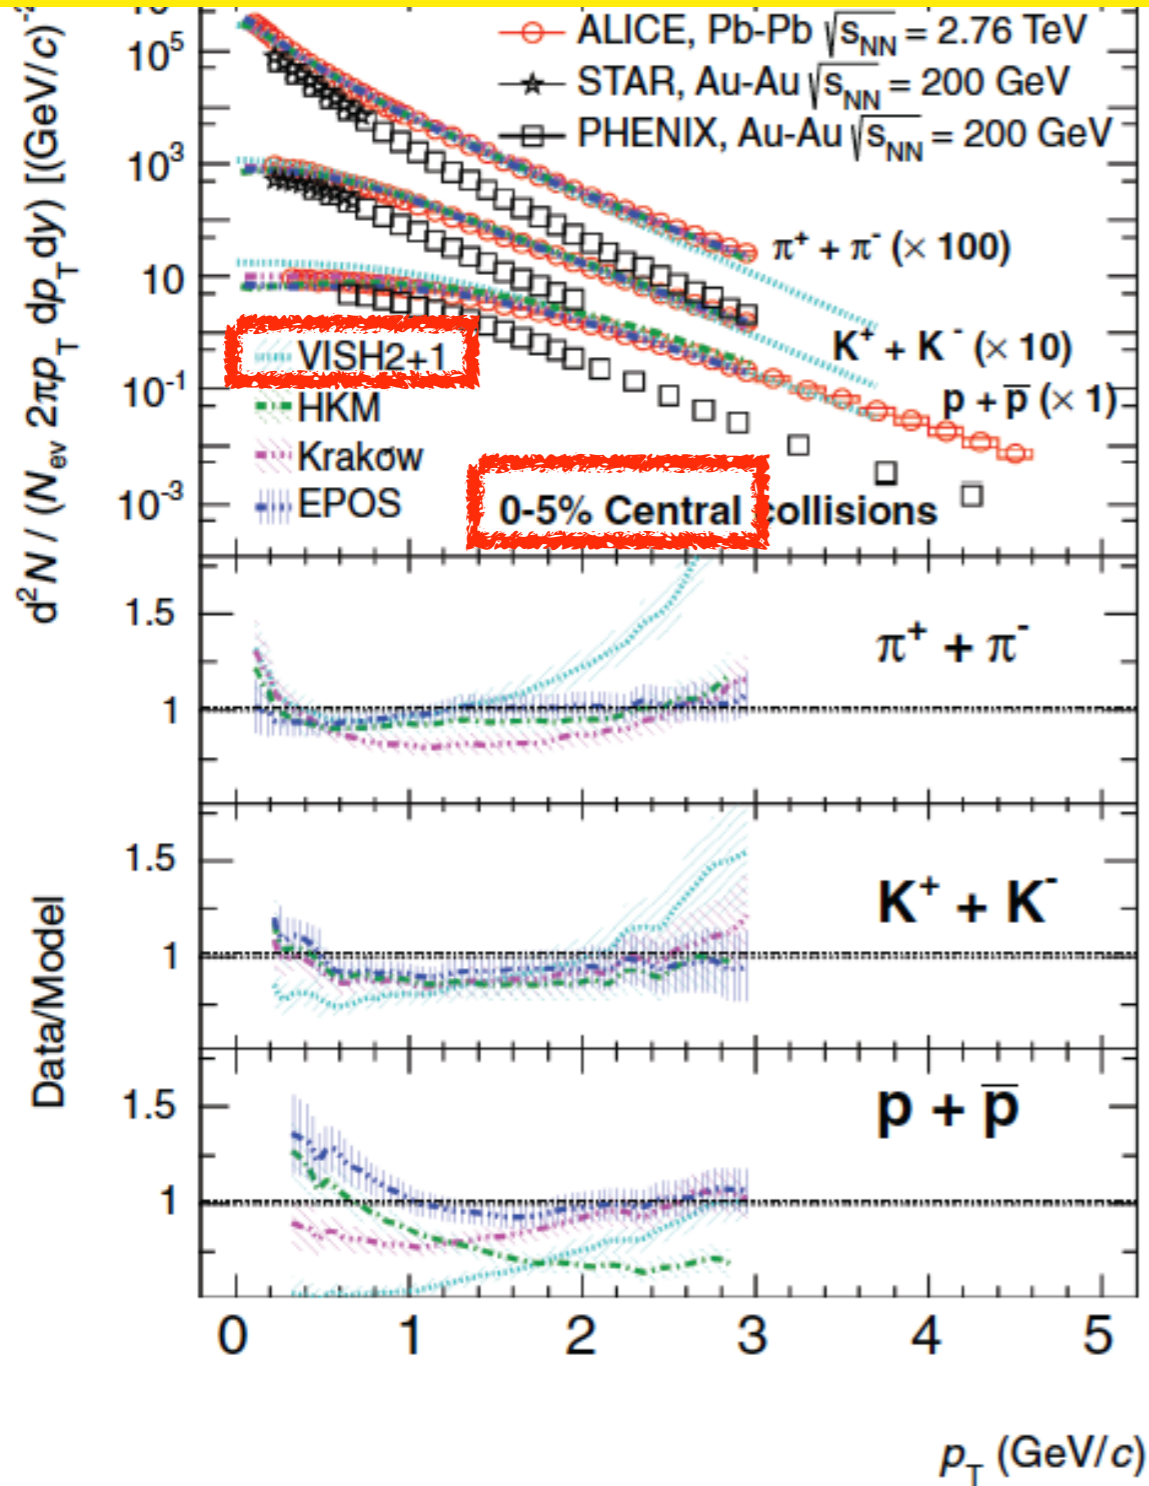 ALICE, Pb-Pb √sNN = 2.76 TeV
STAR, Au-Au √sNN = 200 GeV
PHENIX, Au-Au √sNN = 200 GeV
d²N / (Nev 2πpT dpT dy) [(GeV/c)⁻²
10⁵
10³
10
10⁻¹
10⁻³
π⁺ + π⁻ (× 100)
K⁺ + K⁻ (× 10)
p + p̅ (× 1)
VISH2+1
HKM
Kraków
EPOS
0-5% Central collisions
1.5
π⁺ + π⁻
1
Data/Model
1.5
K⁺ + K⁻
1
1.5
p + p̅
1
0 1 2 3 4 5
pT (GeV/c)